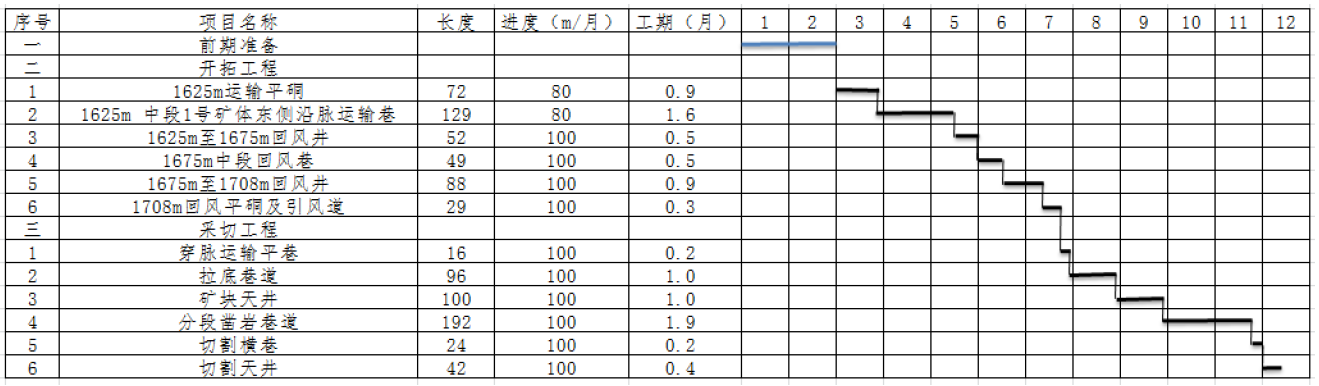 序号 项目名称 长度 进度（m/月） 工期（月） 1 2 3 4 5 6 7 8 9 10 11 12
一 前期准备
二 开拓工程
1 1625m运输平硐 72 80 0.9
2 1625m 中段1号矿体东侧沿脉运输巷 129 80 1.6
3 1625m至1675m回风井 52 100 0.5
4 1675m中段回风巷 49 100 0.5
5 1675m至1708m回风井 88 100 0.9
6 1708m回风平硐及引风道 29 100 0.3
三 采切工程
1 穿脉运输平巷 16 100 0.2
2 拉底巷道 96 100 1.0
3 矿块天井 100 100 1.0
4 分段凿岩巷道 192 100 1.9
5 切割横巷 24 100 0.2
6 切割天井 42 100 0.4